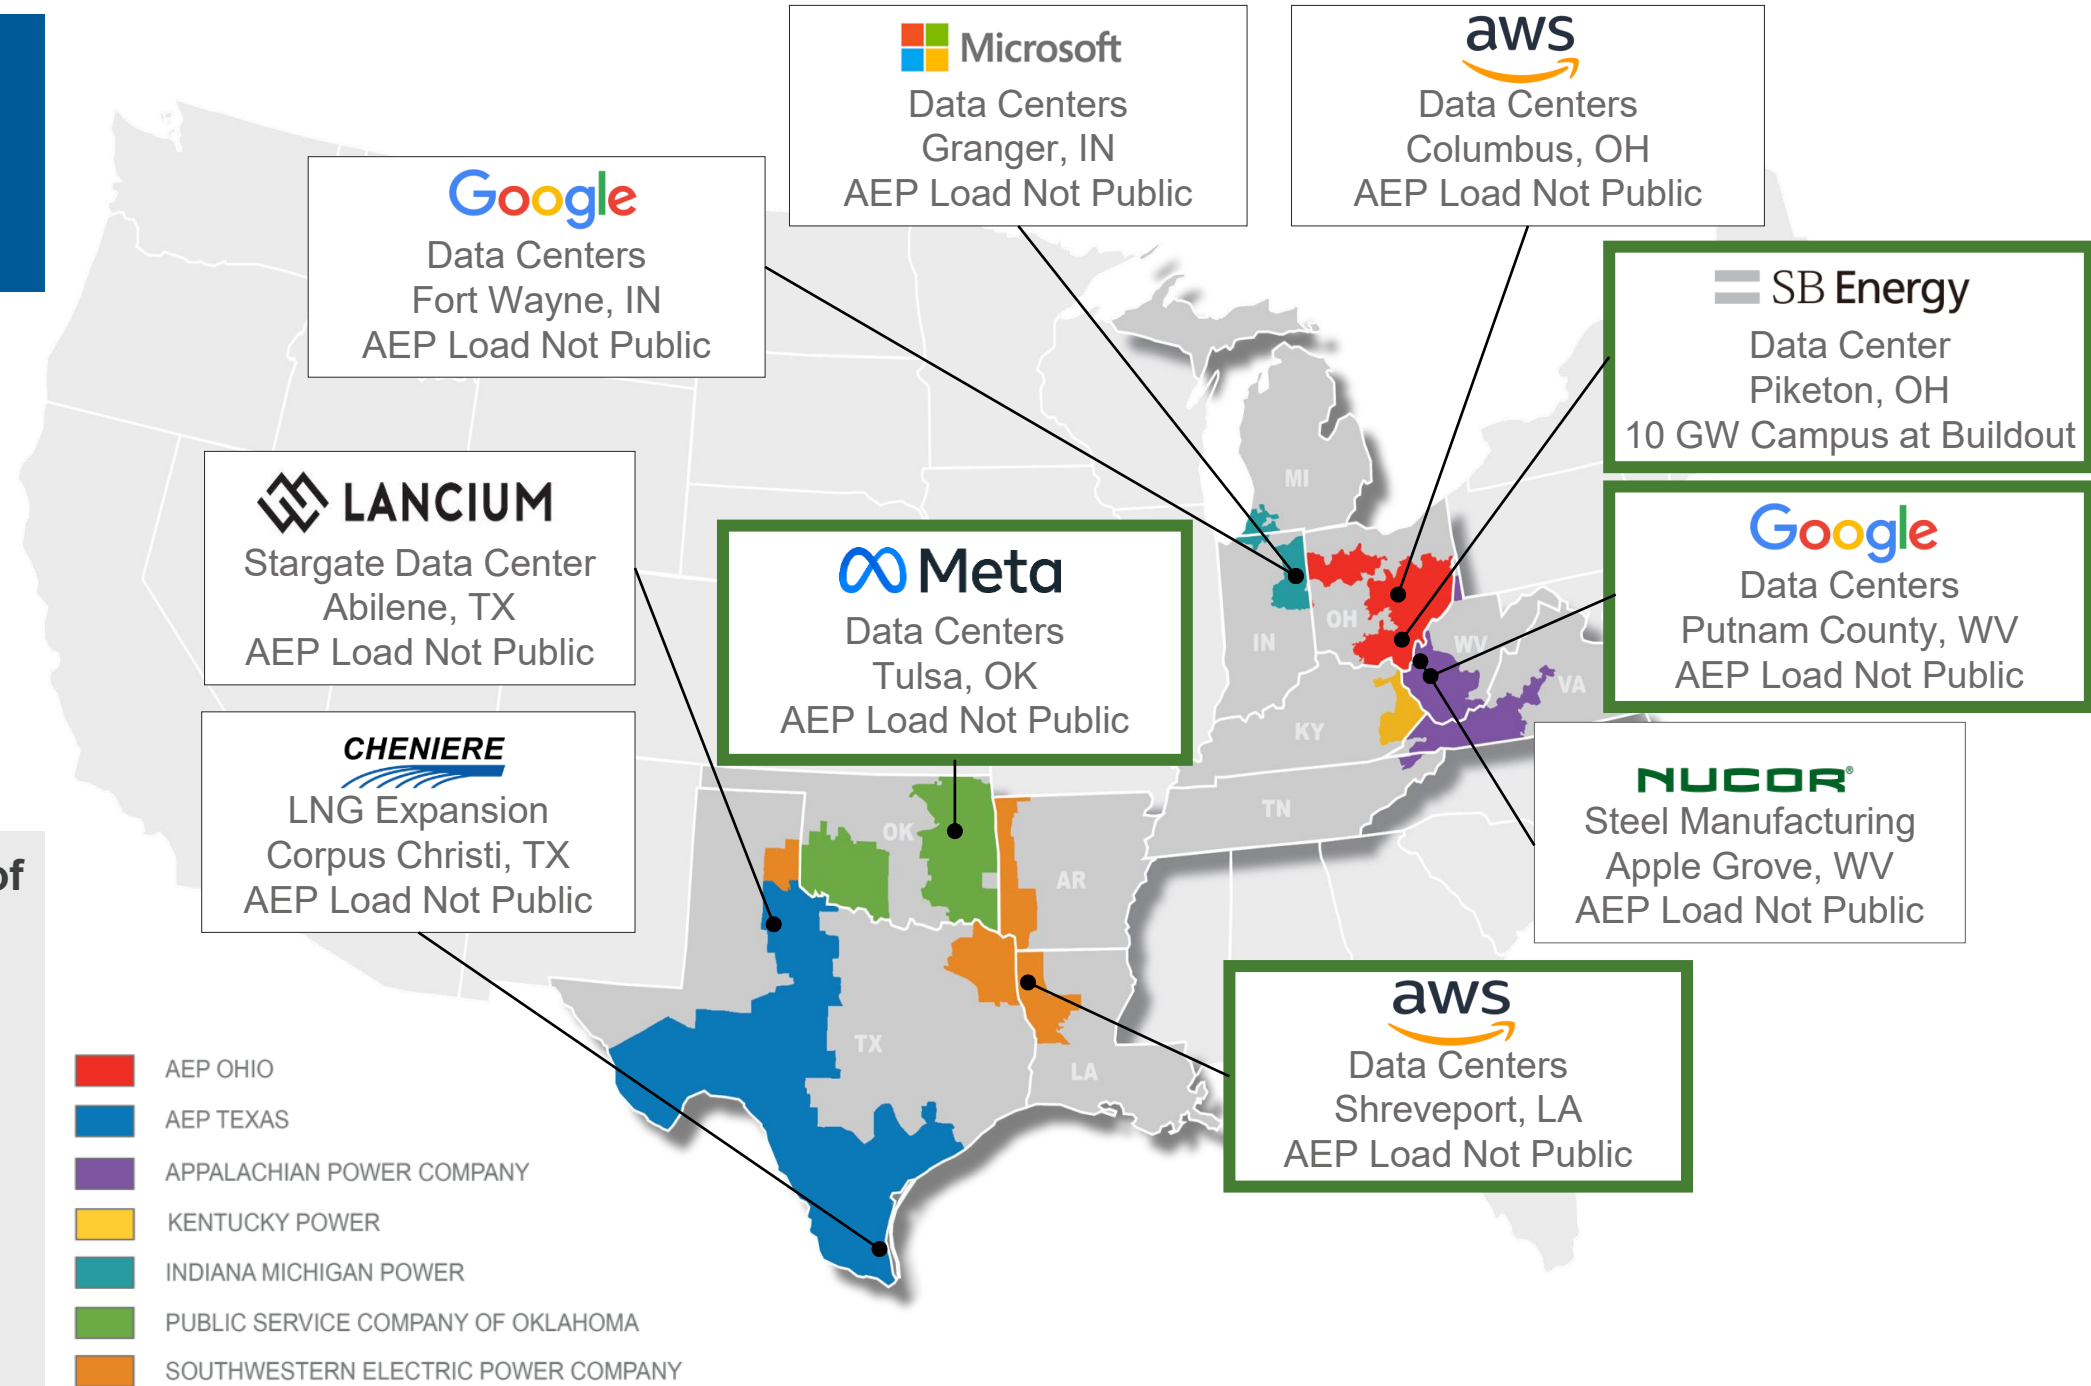 Microsoft
Data Centers
Granger, IN
AEP Load Not Public
aws
Data Centers
Columbus, OH
AEP Load Not Public
Google
Data Centers
Fort Wayne, IN
AEP Load Not Public
SB Energy
Data Center
Piketon, OH
10 GW Campus at Buildout
LANCIUM
Stargate Data Center
Abilene, TX
AEP Load Not Public
Meta
Data Centers
Tulsa, OK
AEP Load Not Public
Google
Data Centers
Putnam County, WV
AEP Load Not Public
CHENIERE
LNG Expansion
Corpus Christi, TX
AEP Load Not Public
NUCOR®
Steel Manufacturing
Apple Grove, WV
AEP Load Not Public
aws
Data Centers
Shreveport, LA
AEP Load Not Public
MI
OH
IN
WV
VA
KY
TN
OK
AR
TX
LA
of
AEP OHIO
AEP TEXAS
APPALACHIAN POWER COMPANY
KENTUCKY POWER
INDIANA MICHIGAN POWER
PUBLIC SERVICE COMPANY OF OKLAHOMA
SOUTHWESTERN ELECTRIC POWER COMPANY